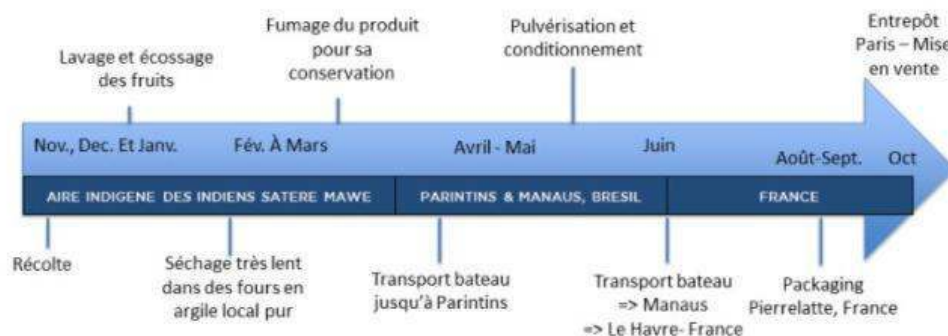 Lavage et écossage
des fruits
Fumage du produit
pour sa
conservation
Pulvérisation et
conditionnement
Entrepôt
Paris – Mise
en vente
Nov., Dec. Et Janv.
Fév. À Mars
Avril - Mai
Juin
Août-Sept.
Oct
AIRE INDIGENE DES INDIENS SATERE MAWE
PARINTINS & MANAUS, BRESIL
FRANCE
Récolte
Séchage très lent
dans des fours en
argile local pur
Transport bateau
jusqu'à Parintins
Transport bateau
=> Manaus
=> Le Havre- France
Packaging
Pierrelatte, France